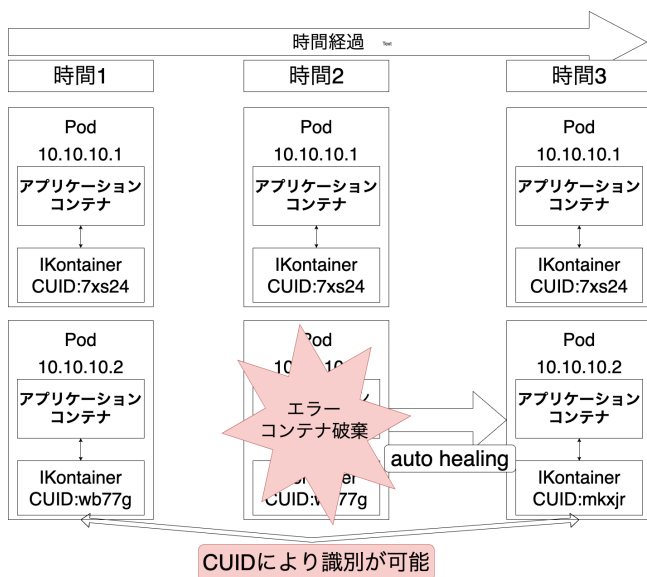 時間経過
Text
時間1
時間2
時間3
Pod
10.10.10.1
アプリケーション
コンテナ
IKontainer
CUID:7xs24
Pod
10.10.10.1
アプリケーション
コンテナ
IKontainer
CUID:7xs24
Pod
10.10.10.1
アプリケーション
コンテナ
IKontainer
CUID:7xs24
Pod
10.10.10.2
アプリケーション
コンテナ
IKontainer
CUID:wb77g
Pod
エラー
コンテナ破棄
auto healing
Pod
10.10.10.2
アプリケーション
コンテナ
IKontainer
CUID:mkxjr
CUIDにより識別が可能